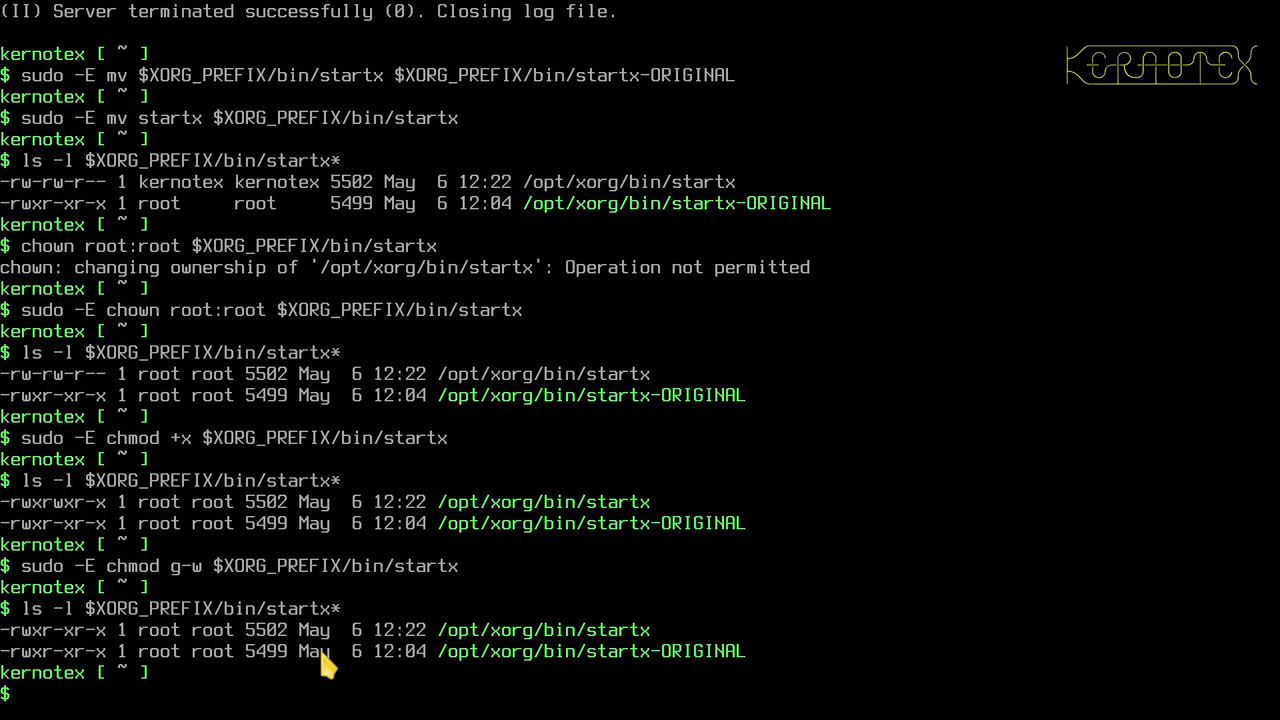 (II) Server terminated successfully (0). Closing log file.
kernotex [ ~ ]
$ sudo -E mv $XORG_PREFIX/bin/startx $XORG_PREFIX/bin/startx-ORIGINAL
kernotex [ ~ ]
$ sudo -E mv startx $XORG_PREFIX/bin/startx
kernotex [ ~ ]
$ ls -l $XORG_PREFIX/bin/startx*
-rw-rw-r-- 1 kernotex kernotex 5502 May  6 12:22 /opt/xorg/bin/startx
-rwxr-xr-x 1 root     root     5499 May  6 12:04 /opt/xorg/bin/startx-ORIGINAL
kernotex [ ~ ]
$ chown root:root $XORG_PREFIX/bin/startx
chown: changing ownership of '/opt/xorg/bin/startx': Operation not permitted
kernotex [ ~ ]
$ sudo -E chown root:root $XORG_PREFIX/bin/startx
kernotex [ ~ ]
$ ls -l $XORG_PREFIX/bin/startx*
-rw-rw-r-- 1 root root 5502 May  6 12:22 /opt/xorg/bin/startx
-rwxr-xr-x 1 root root 5499 May  6 12:04 /opt/xorg/bin/startx-ORIGINAL
kernotex [ ~ ]
$ sudo -E chmod +x $XORG_PREFIX/bin/startx
kernotex [ ~ ]
$ ls -l $XORG_PREFIX/bin/startx*
-rwxrwxr-x 1 root root 5502 May  6 12:22 /opt/xorg/bin/startx
-rwxr-xr-x 1 root root 5499 May  6 12:04 /opt/xorg/bin/startx-ORIGINAL
kernotex [ ~ ]
$ sudo -E chmod g-w $XORG_PREFIX/bin/startx
kernotex [ ~ ]
$ ls -l $XORG_PREFIX/bin/startx*
-rwxr-xr-x 1 root root 5502 May  6 12:22 /opt/xorg/bin/startx
-rwxr-xr-x 1 root root 5499 May  6 12:04 /opt/xorg/bin/startx-ORIGINAL
kernotex [ ~ ]
$
KERNOTEX